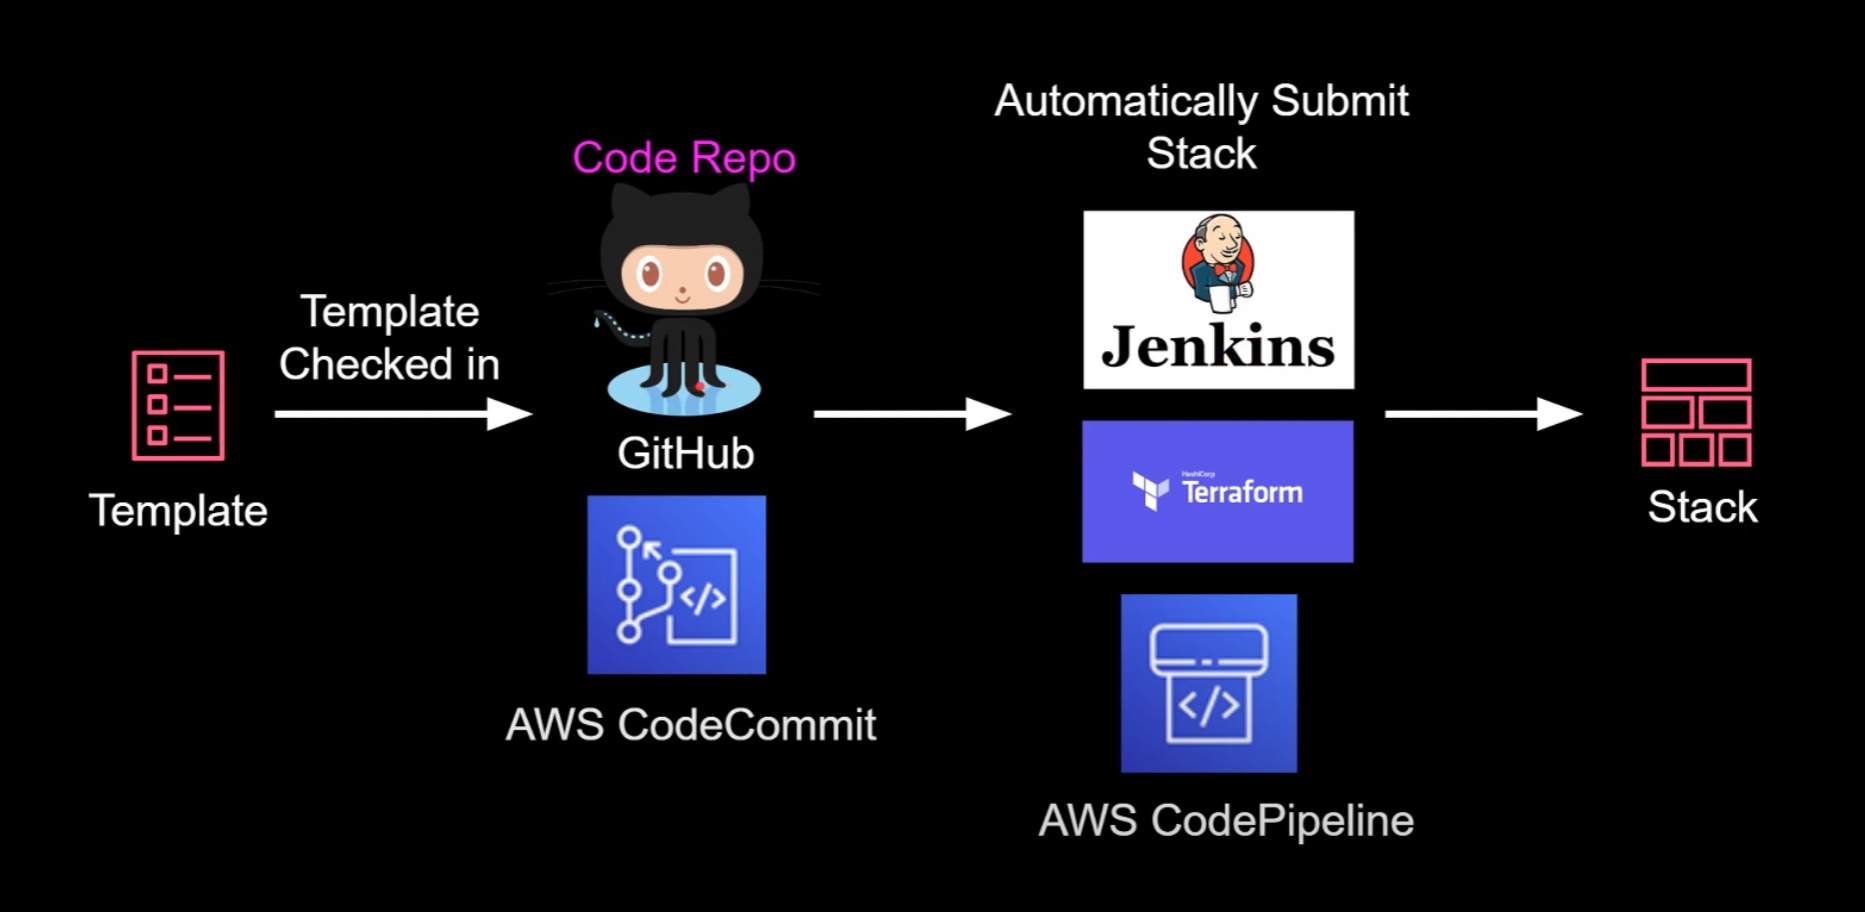 Automatically Submit
Stack
Code Repo
Template
Checked in
Jenkins
GitHub
HashiCorp
Terraform
Template
Stack
</>
</>
AWS CodeCommit
AWS CodePipeline